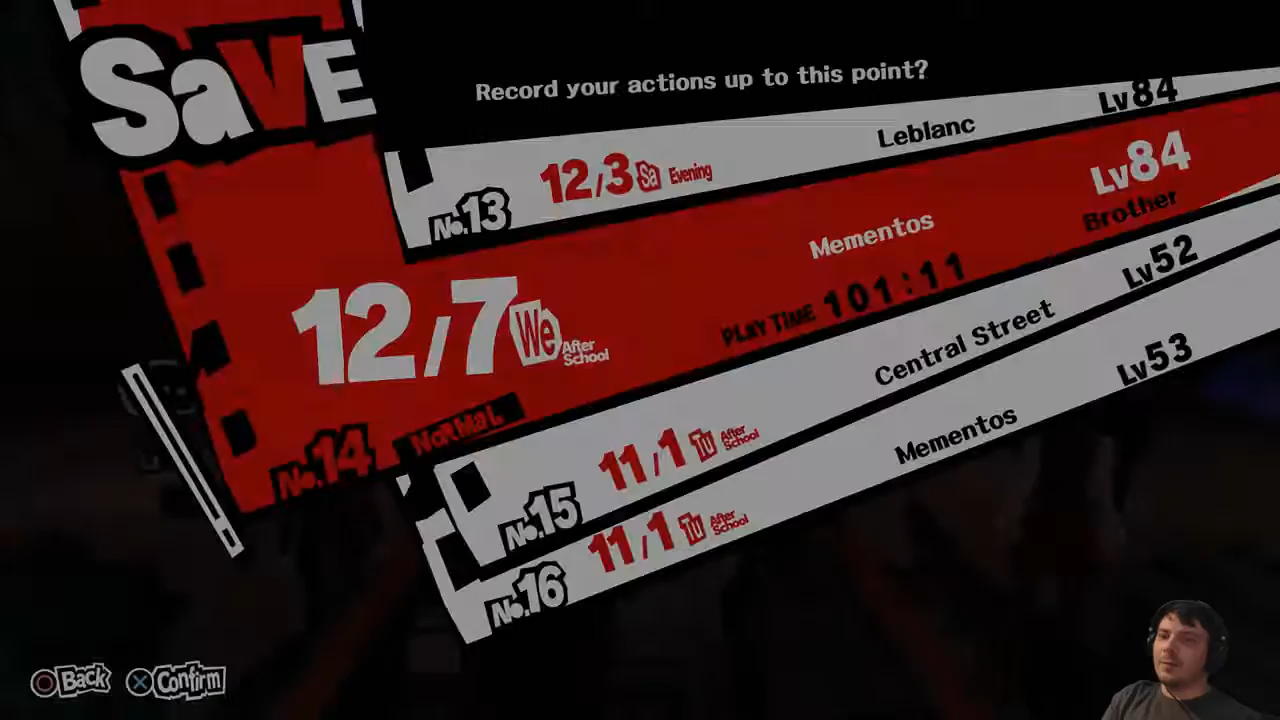 SaVE
Record your actions up to this point?
No.13 12/3 Sa Evening Leblanc Lv84
12/7 We After School Mementos Lv84
PLaY TiME 101:11 Brother
No.14 NoRMaL
No.15 11/1 Tu After School Central Street Lv52
No.16 11/1 Tu After School Mementos Lv53
Back Confirm